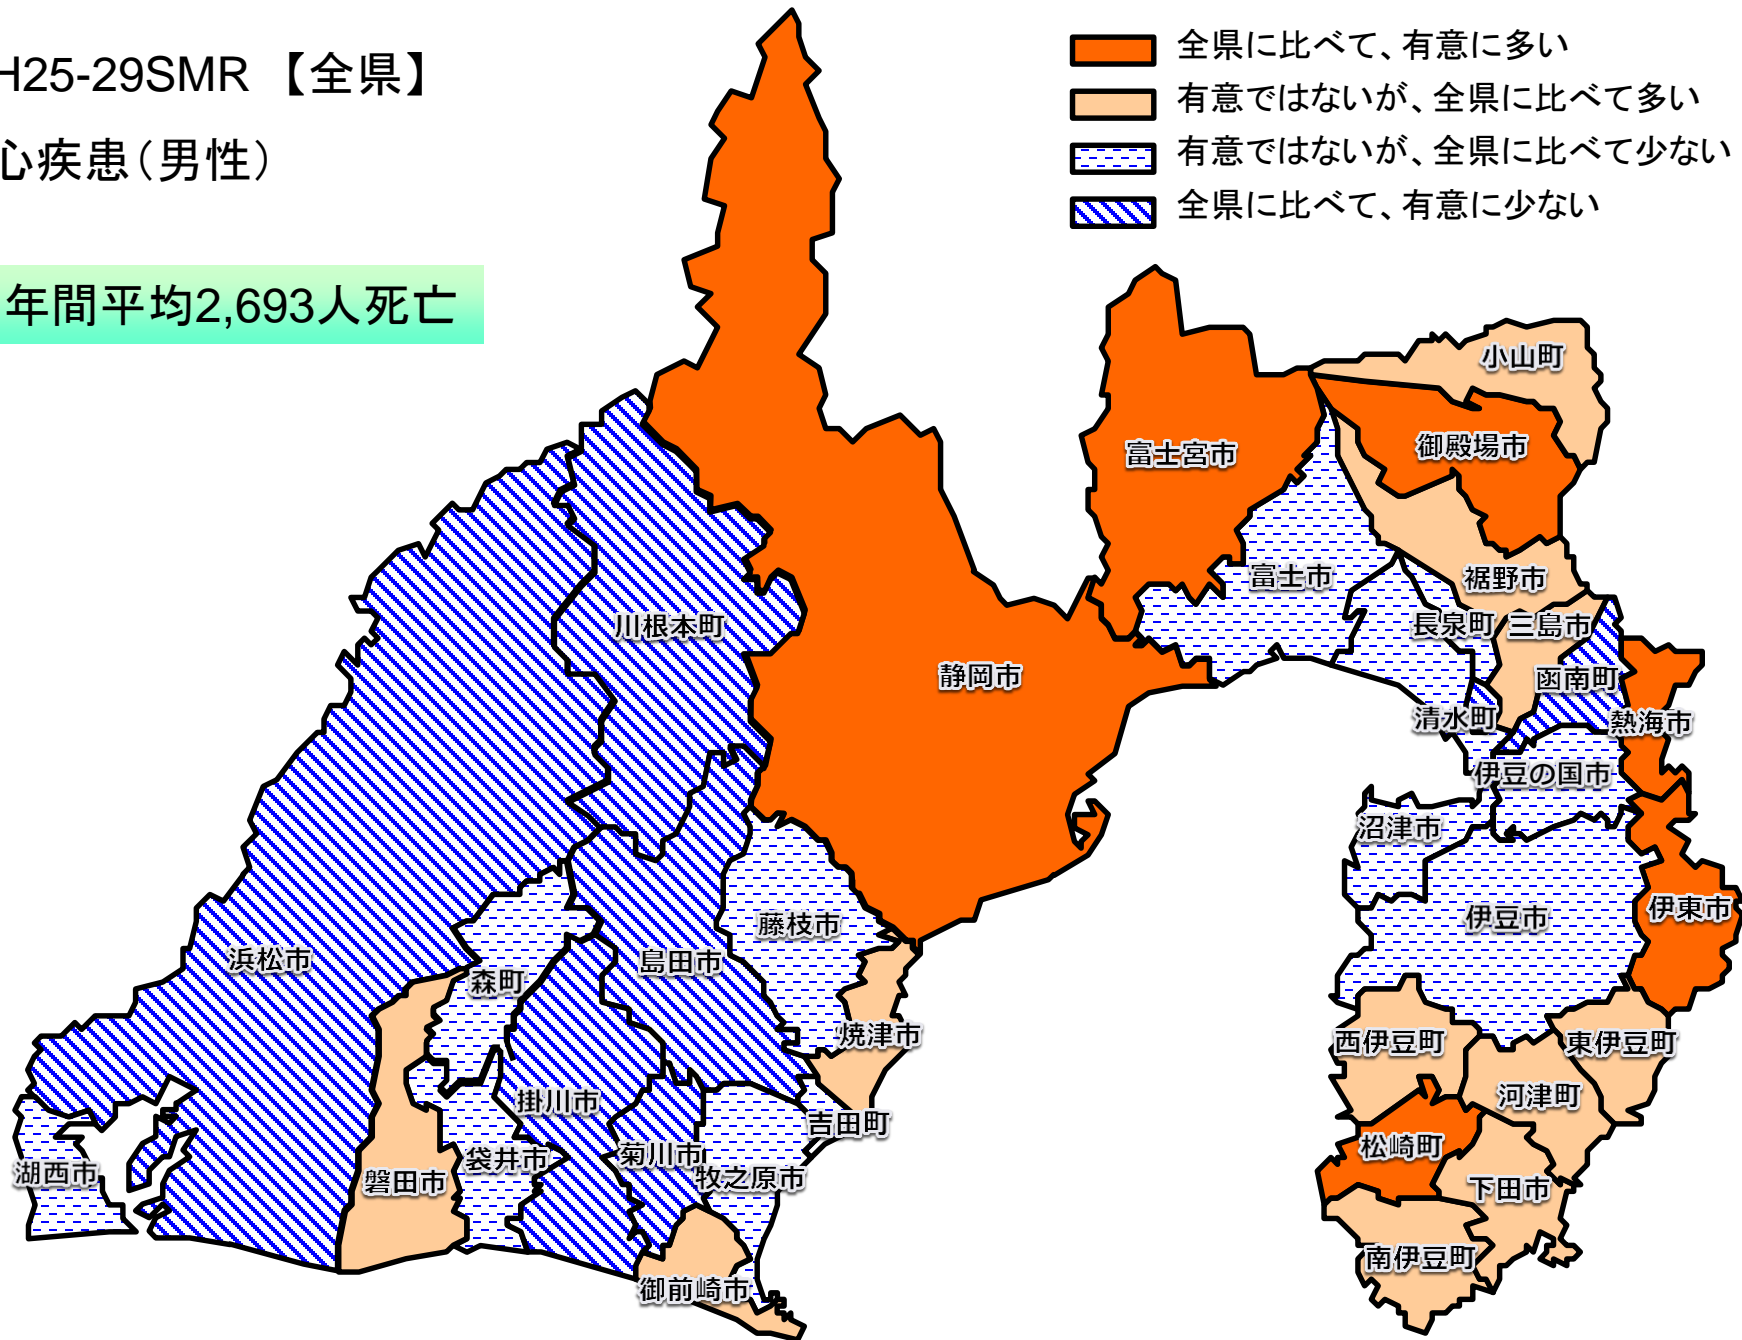 H25-29SMR 【全県】
心疾患(男性)
年間平均2,693人死亡
全県に比べて、有意に多い
有意ではないが、全県に比べて多い
有意ではないが、全県に比べて少ない
全県に比べて、有意に少ない
小山町
御殿場市
富士宮市
富士市
裾野市
長泉町
三島市
川根本町
静岡市
函南町
清水町
熱海市
伊豆の国市
沼津市
伊東市
伊豆市
藤枝市
浜松市
島田市
森町
焼津市
西伊豆町
東伊豆町
河津町
掛川市
吉田町
松崎町
菊川市
袋井市
湖西市
磐田市
牧之原市
下田市
南伊豆町
御前崎市